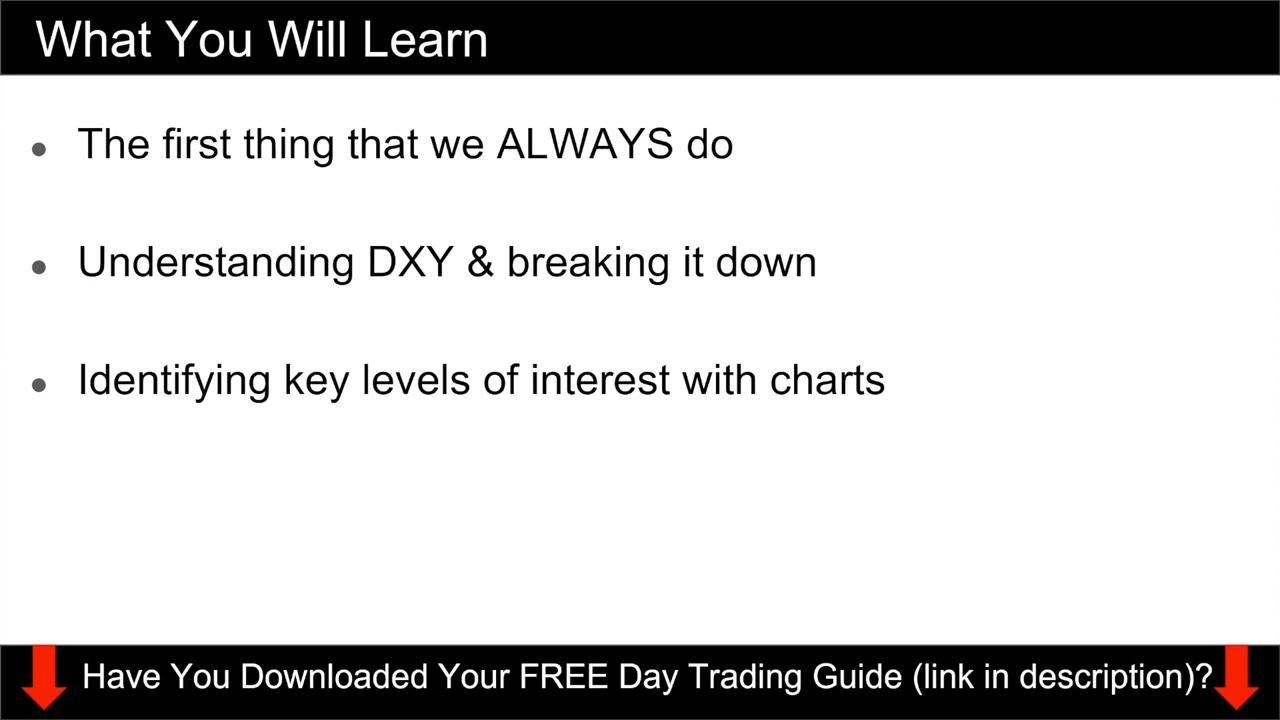 What You Will Learn
● The first thing that we ALWAYS do
● Understanding DXY & breaking it down
● Identifying key levels of interest with charts
Have You Downloaded Your FREE Day Trading Guide (link in description)?